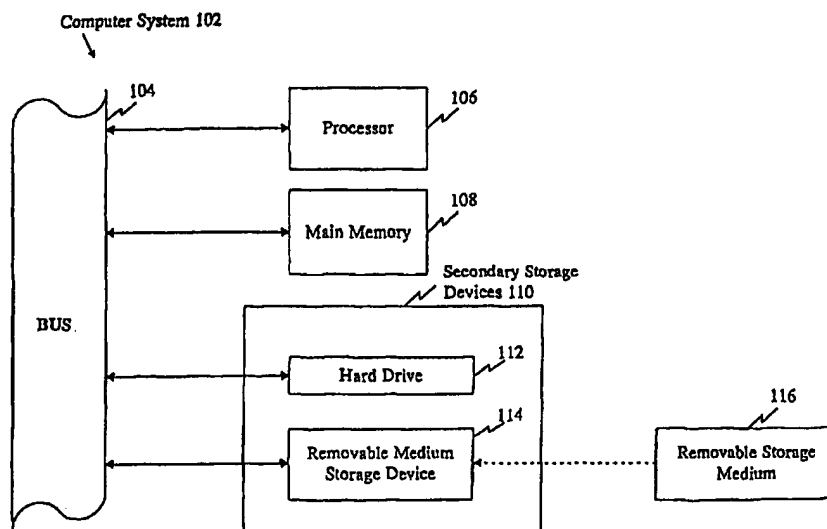 Computer System 102
104
106
Processor
108
Main Memory
Secondary Storage
Devices 110
BUS
112
Hard Drive
114
116
Removable Medium
Storage Device
Removable Storage
Medium